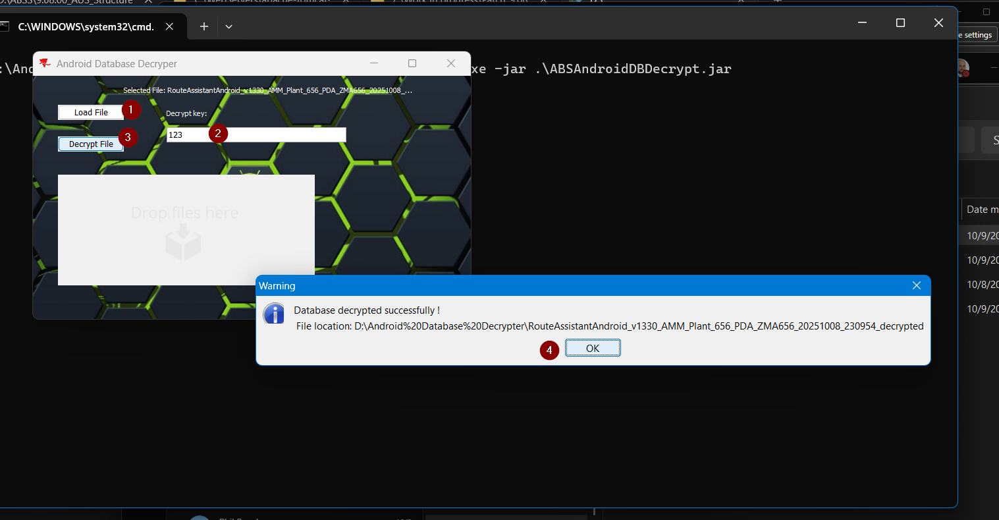 C:\WINDOWS\system32\cmd.
e settings
Android Database Decryper
xe -jar .\ABSAndroidDBDecrypt.jar
Selected File: RouteAssistantAndroid_v1330_AMM_Plant_656_PDA_ZMA656_20251008_...
Load File
1
Decrypt key:
3
123
2
Decrypt File
Drop files here
Date m
10/9/20
10/9/20
10/8/20
10/9/20
Warning
Database decrypted successfully !
File location: D:\Android%20Database%20Decrypter\RouteAssistantAndroid_v1330_AMM_Plant_656_PDA_ZMA656_20251008_230954_decrypted
4
OK